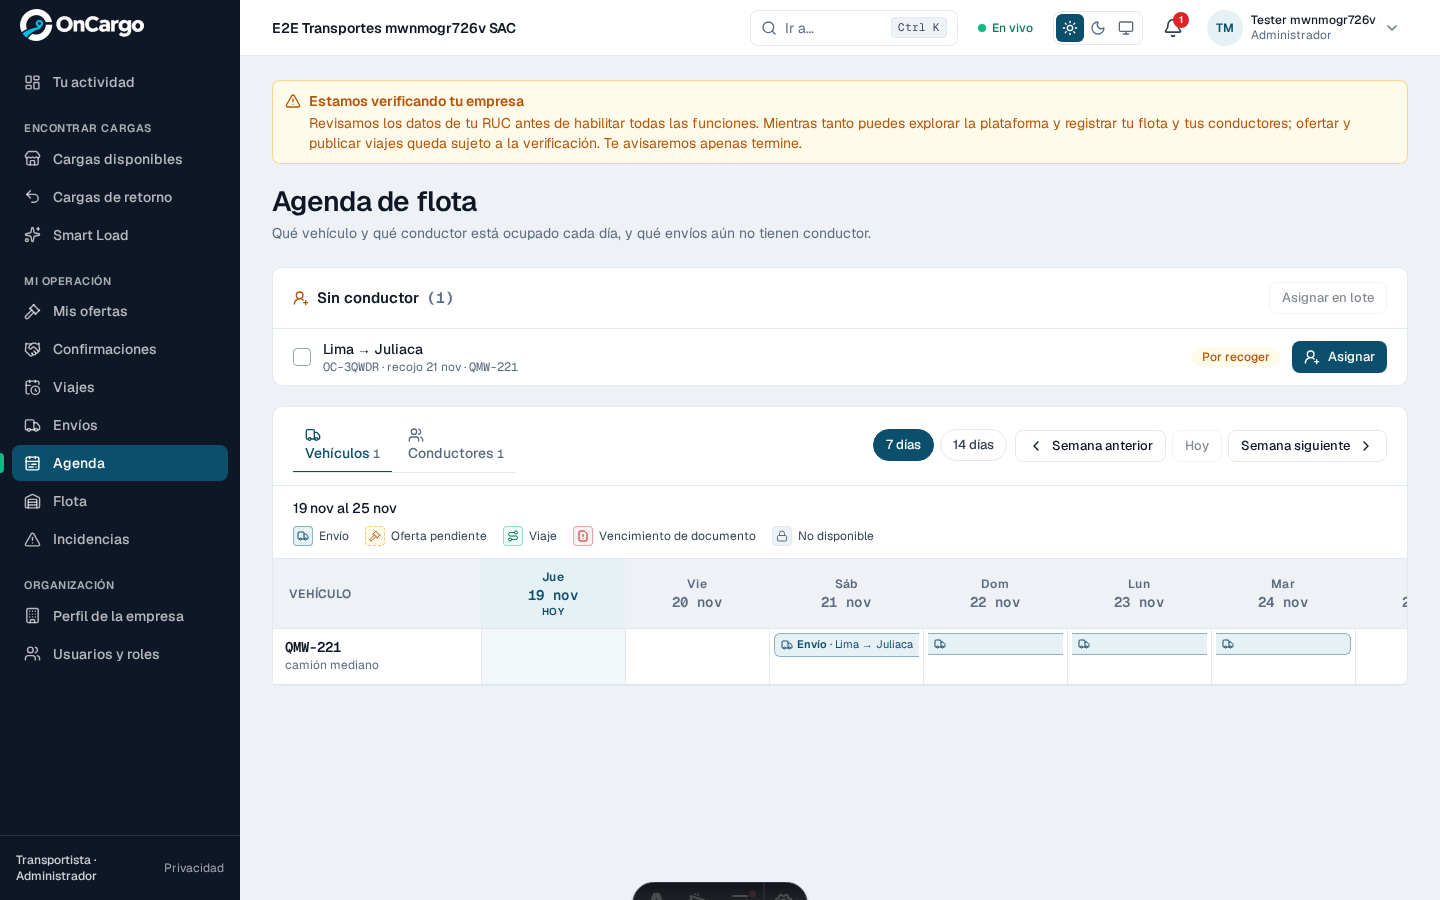 OnCargo
E2E Transportes mwnmogr726v SAC
Ir a...
Ctrl K
En vivo
1
TM
Tester mwnmogr726v
Administrador
Tu actividad
ENCONTRAR CARGAS
Cargas disponibles
Cargas de retorno
Smart Load
MI OPERACIÓN
Mis ofertas
Confirmaciones
Viajes
Envíos
Agenda
Flota
Incidencias
ORGANIZACIÓN
Perfil de la empresa
Usuarios y roles
Transportista ·
Administrador
Privacidad
Estamos verificando tu empresa
Revisamos los datos de tu RUC antes de habilitar todas las funciones. Mientras tanto puedes explorar la plataforma y registrar tu flota y tus conductores; ofertar y
publicar viajes queda sujeto a la verificación. Te avisaremos apenas termine.
Agenda de flota
Qué vehículo y qué conductor está ocupado cada día, y qué envíos aún no tienen conductor.
Sin conductor (1)
Asignar en lote
Lima → Juliaca
OC-3QWDR · recojo 21 nov · QMW-221
Por recoger
Asignar
Vehículos 1
Conductores 1
7 días
14 días
Semana anterior
Hoy
Semana siguiente
19 nov al 25 nov
Envío
Oferta pendiente
Viaje
Vencimiento de documento
No disponible
VEHÍCULO
Jue
19 nov
HOY
Vie
20 nov
Sáb
21 nov
Dom
22 nov
Lun
23 nov
Mar
24 nov
QMW-221
camión mediano
Envío · Lima → Juliaca